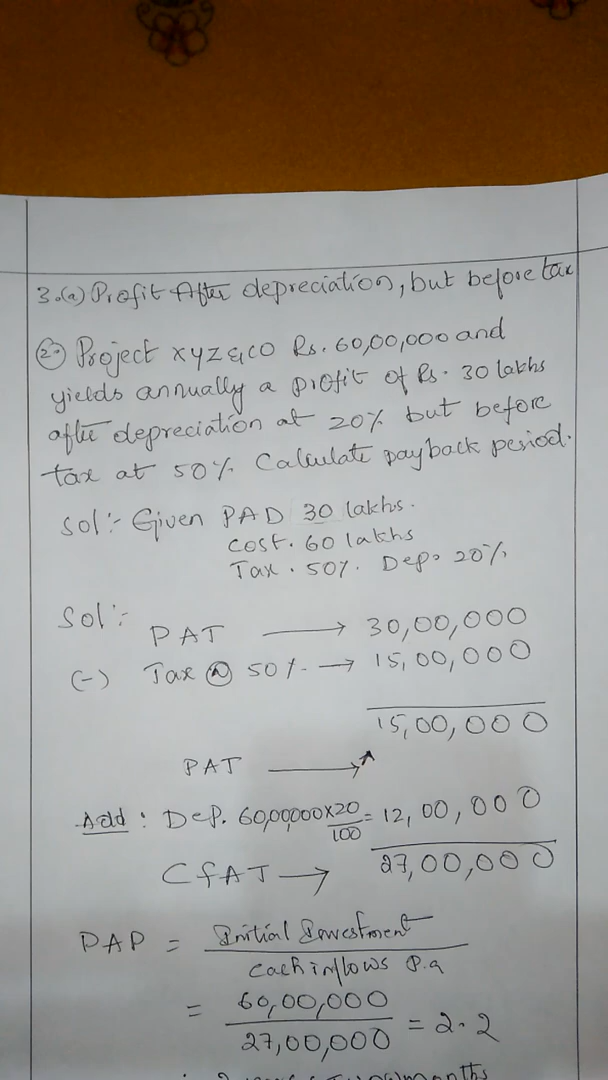 3.(a) Profit After depreciation, but before tax
(2.) Project XYZ & CO Rs. 60,00,000 and
yields annually a profit of Rs. 30 lakhs
after depreciation at 20% but before
tax at 50% Calculate payback period.
Sol:- Given PAD 30 lakhs.
Cost. 60 lakhs
Tax. 50%. Dep. 20%
Sol:-
PAT → 30,00,000
(-) Tax @ 50% → 15,00,000
15,00,000
PAT →
Add : Dep. 60,00,000 x 20/100 = 12,00,000
CFAT → 27,00,000
PAP = Initial Investment / Cach inflows P.a
= 60,00,000 / 27,00,000 = 2.2